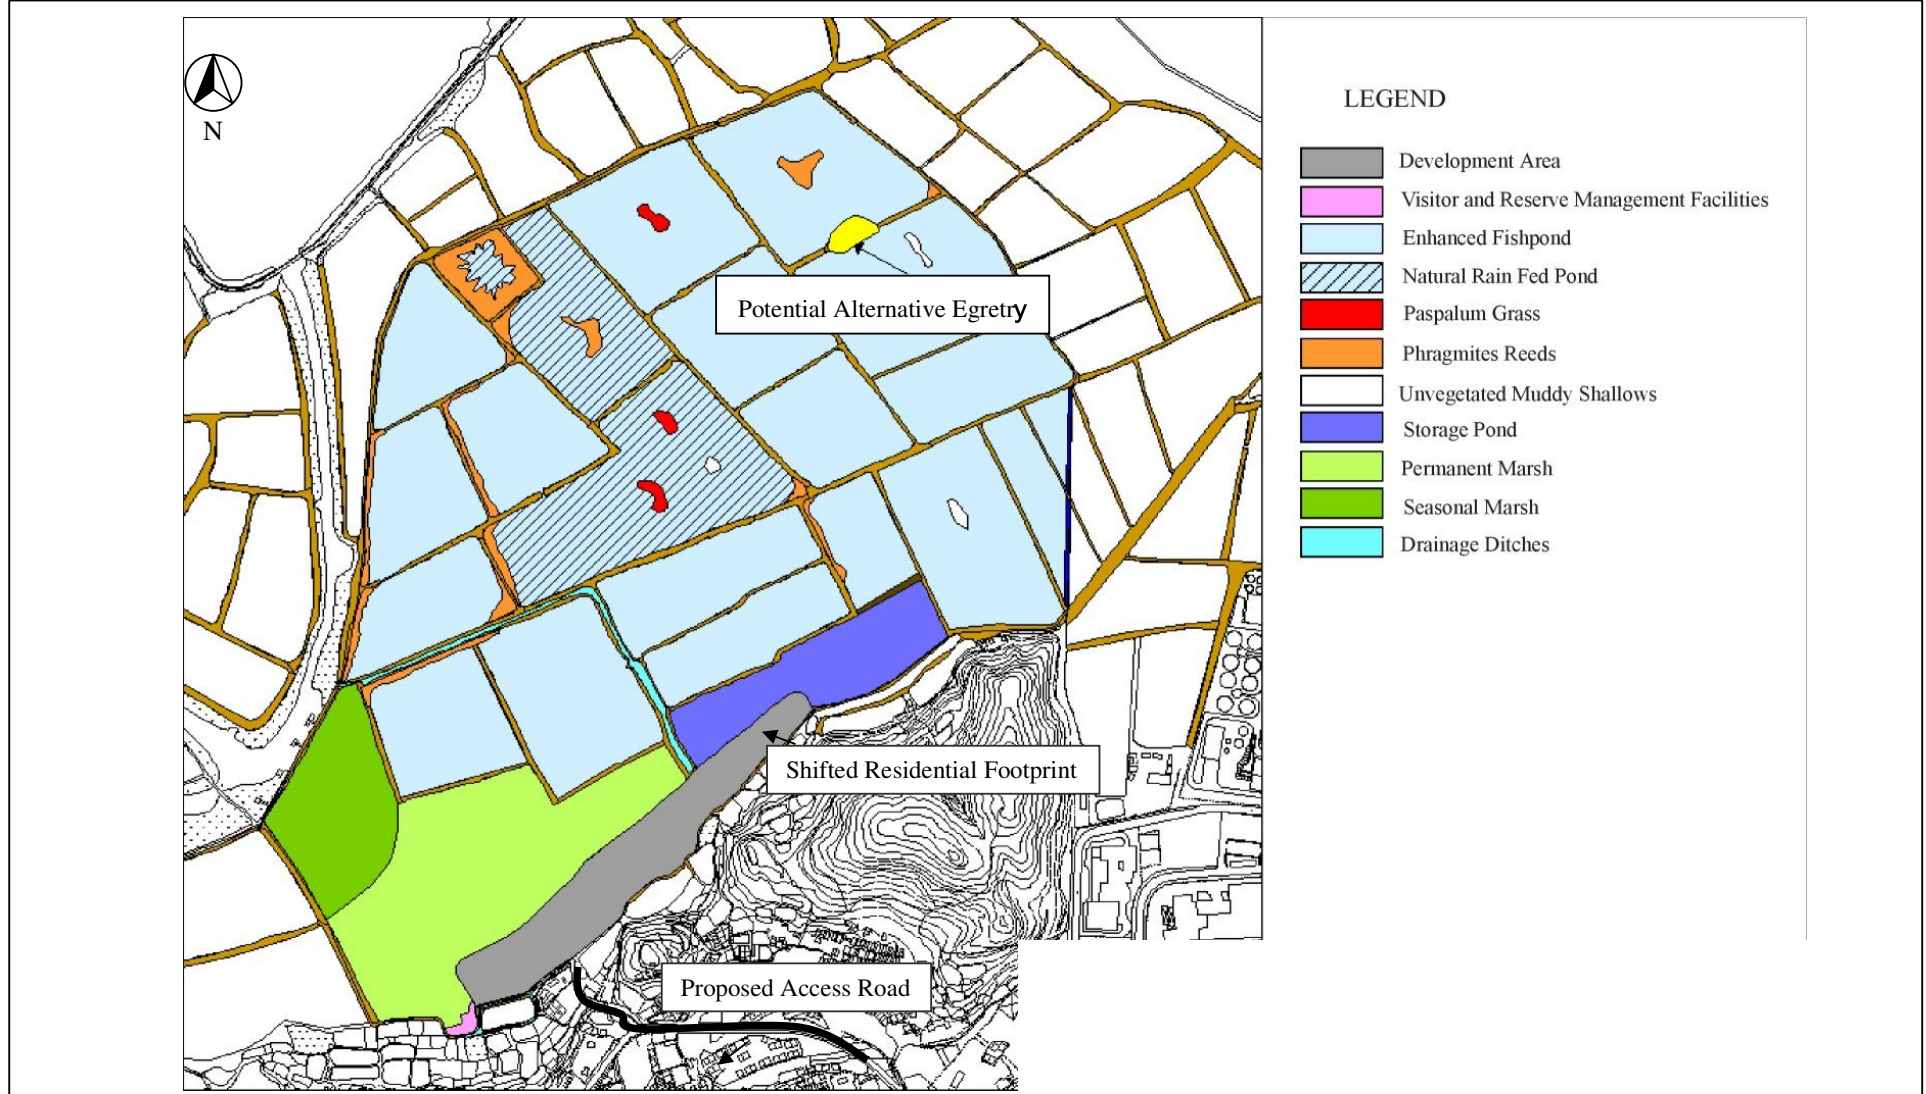 N
LEGEND
Development Area
Visitor and Reserve Management Facilities
Enhanced Fishpond
Natural Rain Fed Pond
Paspalum Grass
Phragmites Reeds
Unvegetated Muddy Shallows
Storage Pond
Permanent Marsh
Seasonal Marsh
Drainage Ditches
Potential Alternative Egretry
Shifted Residential Footprint
Proposed Access Road